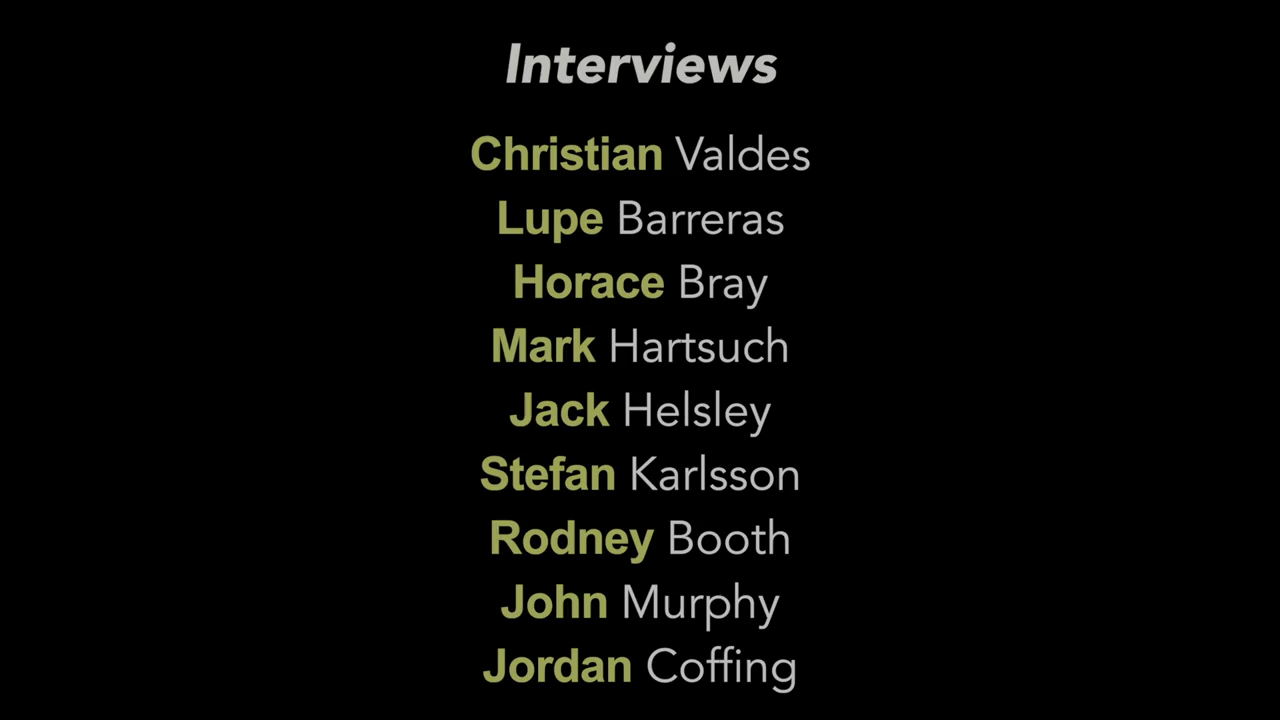 Interviews
Christian Valdes
Lupe Barreras
Horace Bray
Mark Hartsuch
Jack Helsley
Stefan Karlsson
Rodney Booth
John Murphy
Jordan Coffing